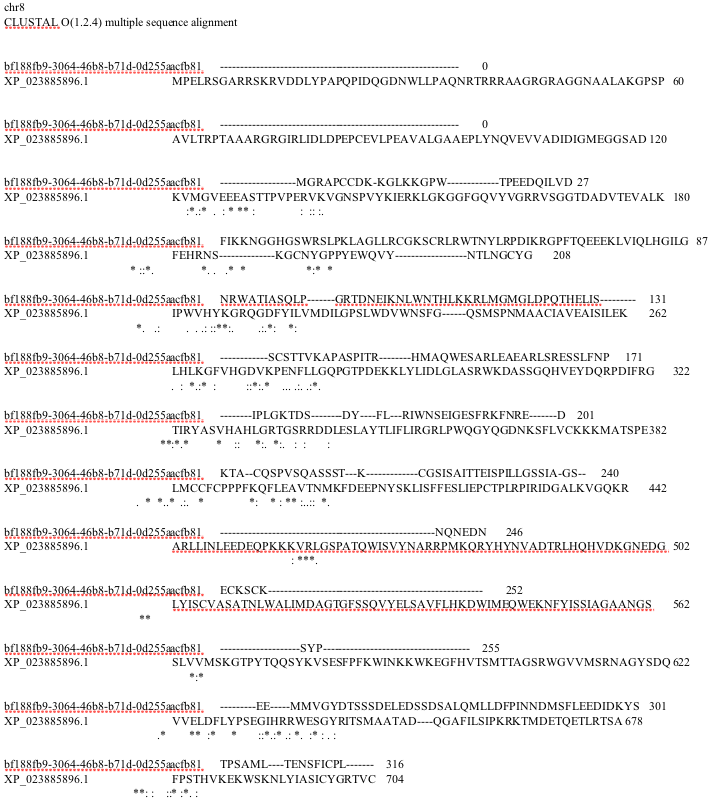 chr8
CLUSTAL O(1.2.4) multiple sequence alignment
bf188fb9-3064-46b8-b71d-0d255aacfb81 ------------------------------------------------------------ 0
XP_023885896.1 MPELRSGARRSKRVDDLYPAPQPIDQGDNWLLPAQNRTRRRAAGRGRAGGNAALAKGPSP 60
bf188fb9-3064-46b8-b71d-0d255aacfb81 ------------------------------------------------------------ 0
XP_023885896.1 AVLTRPTAAARGRGIRLIDLDPEPCEVLPEAVALGAAEPLYNQVEVVADIDIGMEGGSAD 120
bf188fb9-3064-46b8-b71d-0d255aacfb81 -------------------MGRAPCCDK-KGLKKGPW-------------TPEEDQILVD 27
XP_023885896.1 KVMGVEEEASTTPVPERVKVGNSPVYKIERKLGKGGFGQVYVGRRVSGGTDADVTEVALK 180
:*.:* . : * ** : : :: :.
bf188fb9-3064-46b8-b71d-0d255aacfb81 FIKKNGGHGSWRSLPKLAGLLRCGKSCRLRWTNYLRPDIKRGPFTQEEEKLVIQLHGILG 87
XP_023885896.1 FEHRNS--------------KGCNYGPPYEWQVY------------------NTLNGCYG 208
* ::*. *. . .* * *:* *
bf188fb9-3064-46b8-b71d-0d255aacfb81 NRWATIASQLP-------GRTDNEIKNLWNTHLKKRLMGMGLDPQTHELIS--------- 131
XP_023885896.1 IPWVHYKGRQGDFYILVMDILGPSLWDVWNSFG------QSMSPNMAACIAVEAISILEK 262
*. .: . . .: ::**:. .:.*: *:
bf188fb9-3064-46b8-b71d-0d255aacfb81 ------------SCSTTVKAPASPITR--------HMAQWESARLEAEARLSRESSLFNP 171
XP_023885896.1 LHLKGFVHGDVKPENFLLGQPGTPDEKKLYLIDLGLASRWKDASSGQHVEYDQRPDIFRG 322
. : *.:* : ::*:.* ... .:. .:*.
bf188fb9-3064-46b8-b71d-0d255aacfb81 --------IPLGKTDS--------DY----FL---RIWNSEIGESFRKFNRE-------D 201
XP_023885896.1 TIRYASVHAHLGRTGSRRDDLESLAYTLIFLIRGRLPWQGYQGDNKSFLVCKKKMATSPE 382
**:*.* * :: *:. *:. : : :
bf188fb9-3064-46b8-b71d-0d255aacfb81 KTA--CQSPVSQASSST---K-------------CGSISAITTEISPILLGSSIA-GS-- 240
XP_023885896.1 LMCCFCPPPFKQFLEAVTNMKFDEEPNYSKLISFFESLIEPCTPLRPIRIDGALKVGQKR 442
. * *..* .:. * *: * : ** :..:: *.
bf188fb9-3064-46b8-b71d-0d255aacfb81 ------------------------------------------------------NQNEDN 246
XP_023885896.1 ARLLINLEEDEQPKKKVRLGSPATQWISVYNARRPMKQRYHYNVADTRLHQHVDKGNEDG 502
: ***.
bf188fb9-3064-46b8-b71d-0d255aacfb81 ECKSCK------------------------------------------------------ 252
XP_023885896.1 LYISCVASATNLWALIMDAGTGFSSQVYELSAVFLHKDWIMEQWEKNFYISSIAGAANGS 562
**
bf188fb9-3064-46b8-b71d-0d255aacfb81 --------------------SYP------------------------------------- 255
XP_023885896.1 SLVVMSKGTPYTQQSYKVSESFPFKWINKKWKEGFHVTSMTTAGSRWGVVMSRNAGYSDQ 622
*:*
bf188fb9-3064-46b8-b71d-0d255aacfb81 ---------EE-----MMVGYDTSSSDELEDSSDSALQMLLDFPINNDMSFLEEDIDKYS 301
XP_023885896.1 VVELDFLYPSEGIHRRWESGYRITSMAATAD----QGAFILSIPKRKTMDETQETLRTSA 678
.* ** :* * ::*:.:* .: *. :* : . :
bf188fb9-3064-46b8-b71d-0d255aacfb81 TPSAML----TENSFICPL------- 316
XP_023885896.1 FPSTHVKEKWSKNLYIASICYGRTVC 704
**: : ::* :*. :